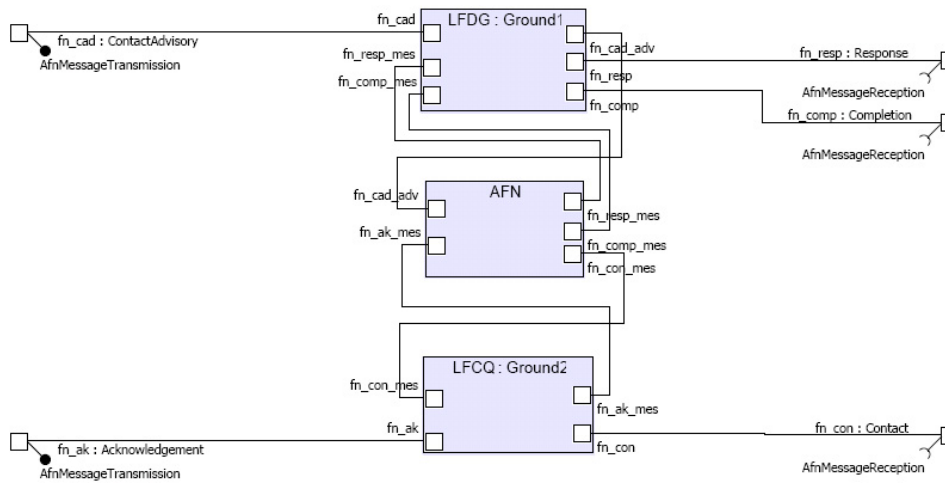 fn_cad
LFDG : Ground1
fn_cad : ContactAdvisory
AfnMessageTransmission
fn_resp_mes
fn_cad_adv
fn_resp : Response
fn_comp_mes
fn_resp
AfnMessageReception
fn_comp
fn_comp : Completion
AfnMessageReception
AFN
fn_cad_adv
fn_resp_mes
fn_ak_mes
fn_comp_mes
fn_con_mes
LFCQ : Ground2
fn_con_mes
fn_ak_mes
fn_ak
fn_con : Contact
fn_ak : Acknowledgement
fn_con
AfnMessageTransmission
AfnMessageReception